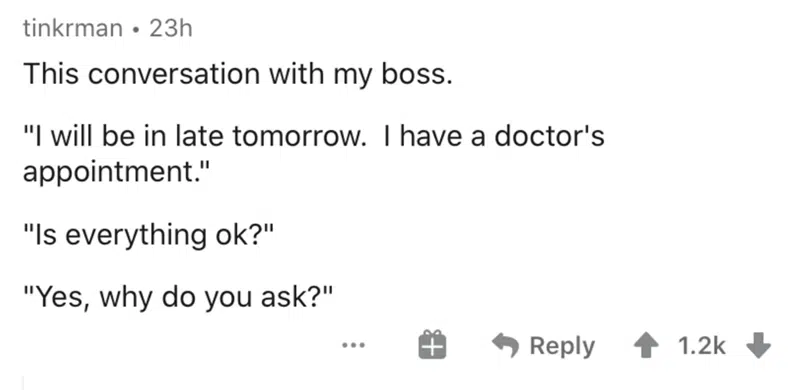 tinkrman • 23h
This conversation with my boss.
"I will be in late tomorrow.  I have a doctor's
appointment."
"Is everything ok?"
"Yes, why do you ask?"
... Reply 1.2k